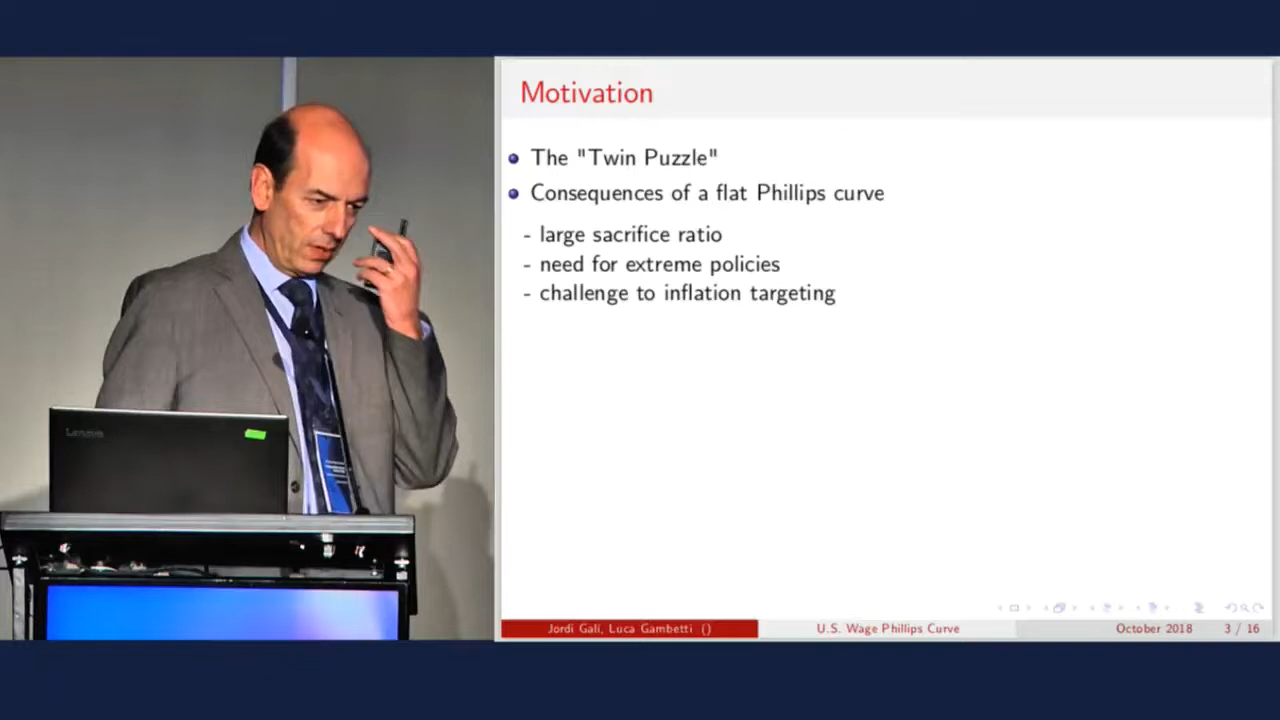 Motivation
The "Twin Puzzle"
Consequences of a flat Phillips curve
- large sacrifice ratio
- need for extreme policies
- challenge to inflation targeting
Lenovo
Jordi Gali, Luca Gambetti ()
U.S. Wage Phillips Curve
October 2018
3 / 16